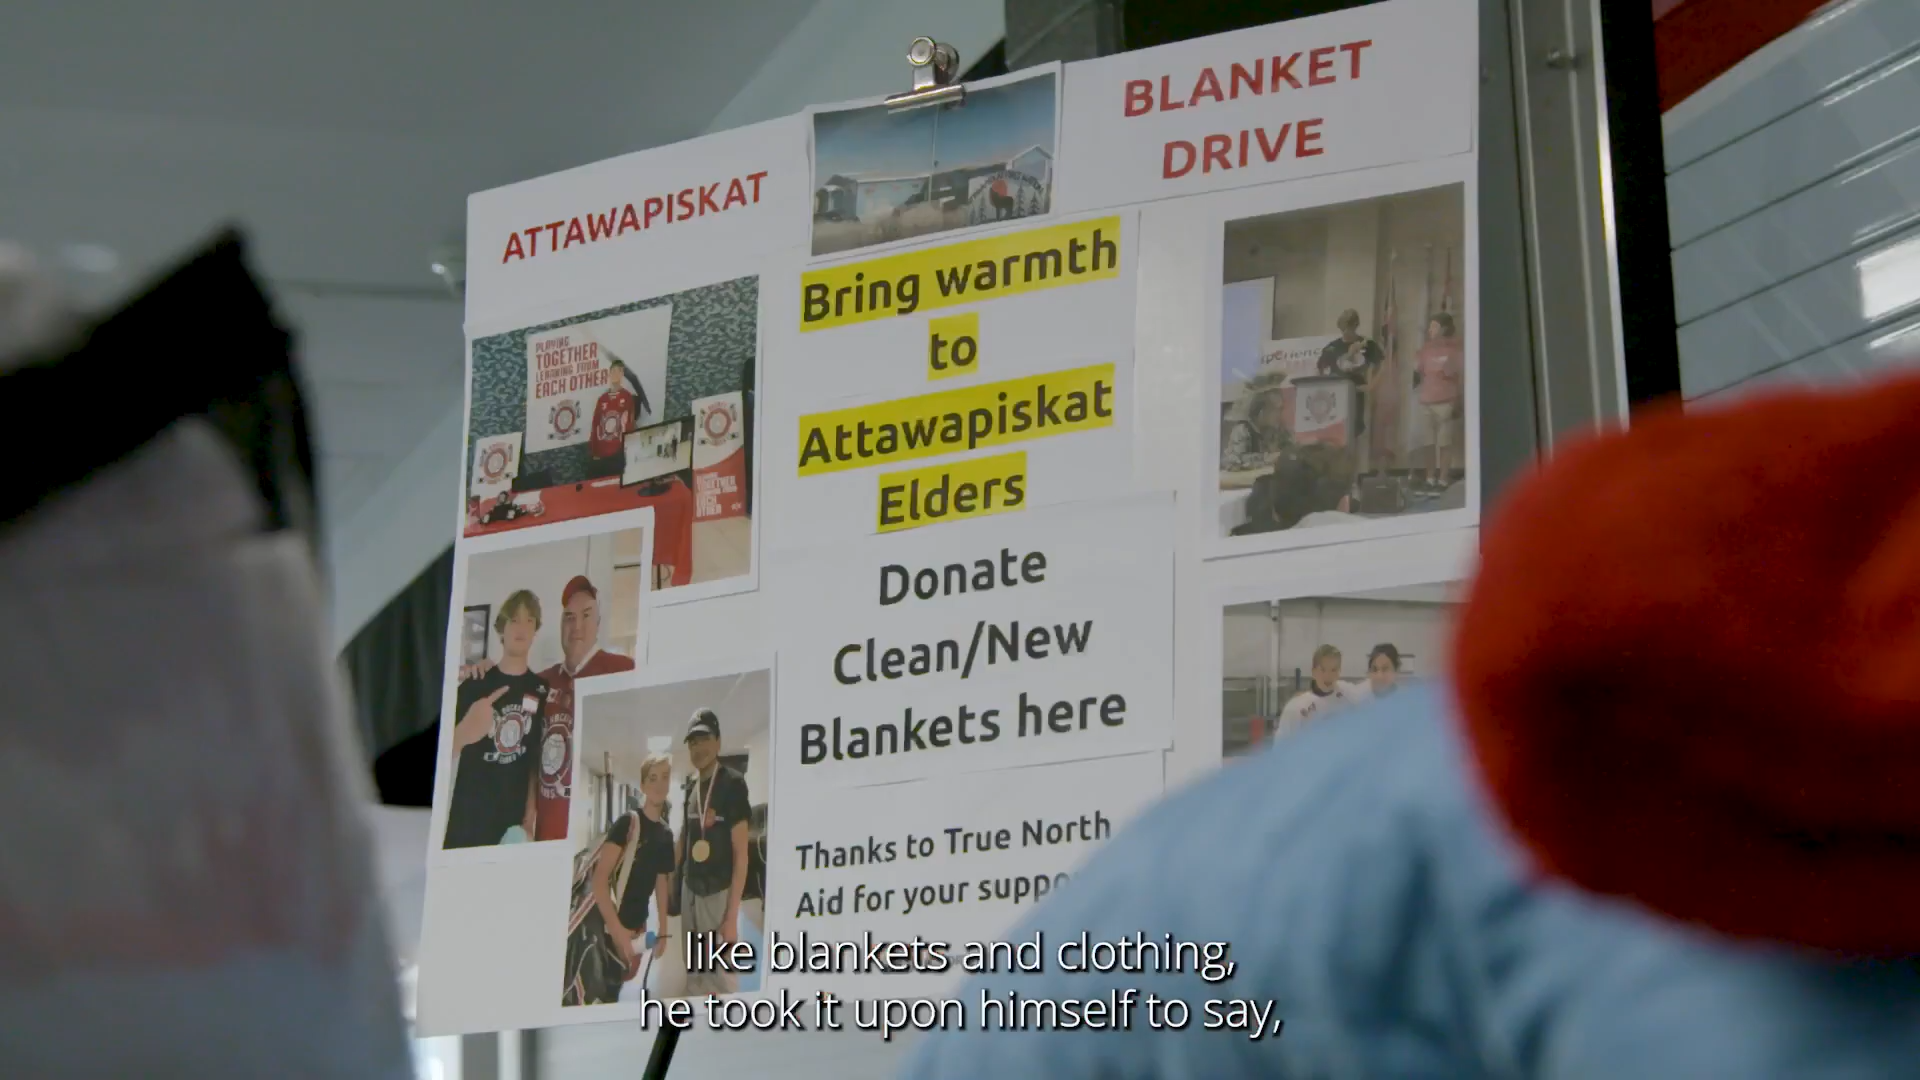 ATTAWAPISKAT
BLANKET
DRIVE
Bring warmth
to
Attawapiskat
Elders
Donate
Clean/New
Blankets here
Thanks to True North
Aid for your
PLAYING
TOGETHER
LEARNING FROM
EACH OTHER
like blankets and clothing,
he took it upon himself to say,